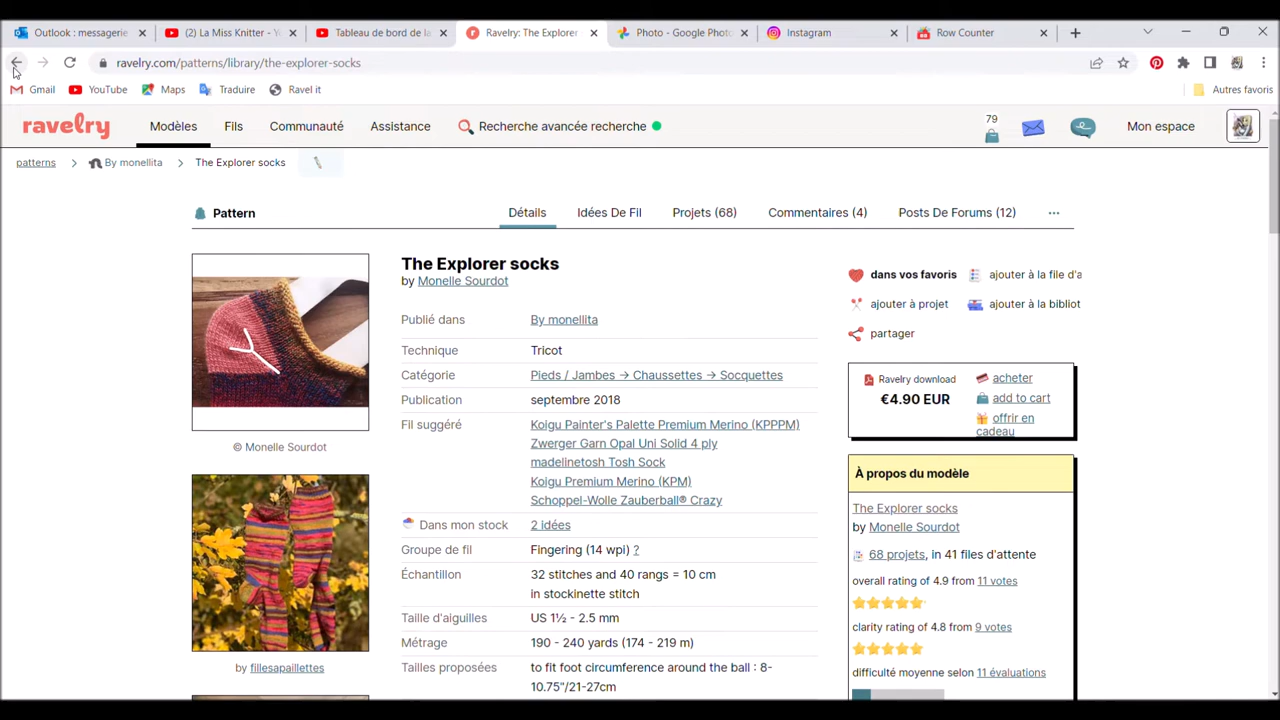 Outlook : messagerie
(2) La Miss Knitter - Yo
Tableau de bord de la
Ravelry: The Explorer
Photo - Google Photo
Instagram
Row Counter
ravelry.com/patterns/library/the-explorer-socks
Gmail
YouTube
Maps
Traduire
Ravel it
Autres favoris
ravelry
Modèles
Fils
Communauté
Assistance
Recherche avancée recherche
79
Mon espace
patterns
By monellita
The Explorer socks
Pattern
Détails
Idées De Fil
Projets (68)
Commentaires (4)
Posts De Forums (12)
The Explorer socks
by Monelle Sourdot
Publié dans By monellita
Technique Tricot
Catégorie Pieds / Jambes → Chaussettes → Socquettes
Publication septembre 2018
Fil suggéré Koigu Painter's Palette Premium Merino (KPPPM)
Zwerger Garn Opal Uni Solid 4 ply
madelinetosh Tosh Sock
Koigu Premium Merino (KPM)
Schoppel-Wolle Zauberball® Crazy
Dans mon stock 2 idées
Groupe de fil Fingering (14 wpi) ?
Échantillon 32 stitches and 40 rangs = 10 cm
in stockinette stitch
Taille d'aiguilles US 1½ - 2.5 mm
Métrage 190 - 240 yards (174 - 219 m)
Tailles proposées to fit foot circumference around the ball : 8-
10.75"/21-27cm
© Monelle Sourdot
by fillesapaillettes
dans vos favoris
ajouter à la file d'a
ajouter à projet
ajouter à la bibliot
partager
Ravelry download
€4.90 EUR
acheter
add to cart
offrir en
cadeau
À propos du modèle
The Explorer socks
by Monelle Sourdot
68 projets, in 41 files d'attente
overall rating of 4.9 from 11 votes
clarity rating of 4.8 from 9 votes
difficulté moyenne selon 11 évaluations